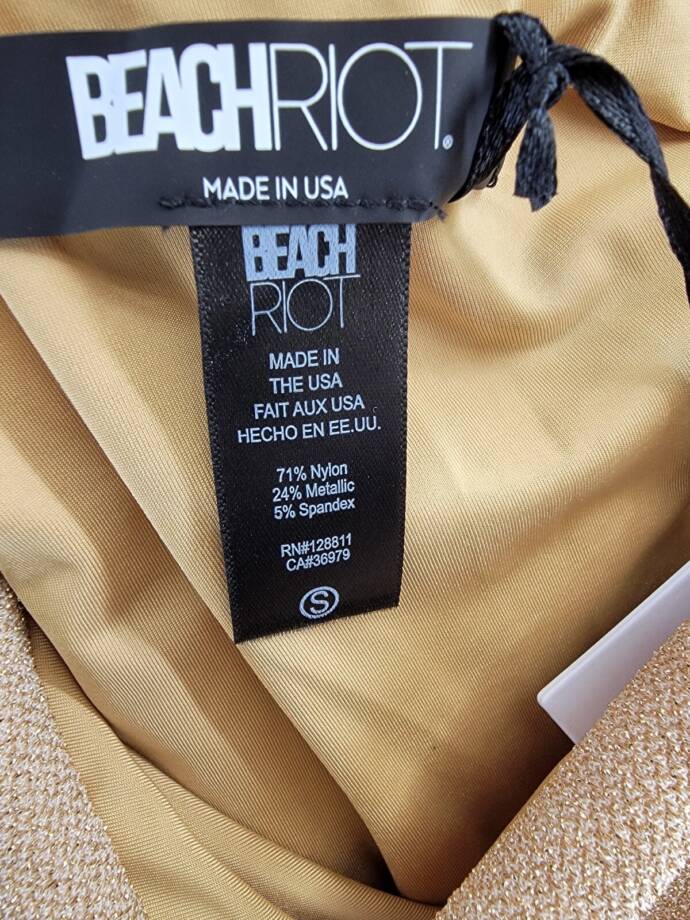 BEACHRIOT®
MADE IN USA
BEACH
RIOT
MADE IN
THE USA
FAIT AUX USA
HECHO EN EE.UU.
71% Nylon
24% Metallic
5% Spandex
RN#128811
CA#36979
S